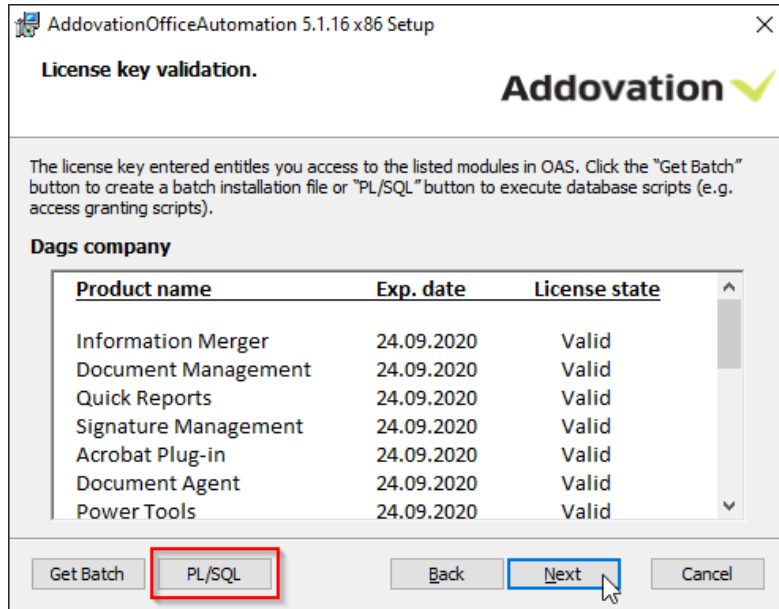 AddovationOfficeAutomation 5.1.16 x86 Setup
License key validation.
Addovation
The license key entered entitles you access to the listed modules in OAS. Click the "Get Batch"
button to create a batch installation file or "PL/SQL" button to execute database scripts (e.g.
access granting scripts).
Dags company
Product name Exp. date License state
Information Merger 24.09.2020 Valid
Document Management 24.09.2020 Valid
Quick Reports 24.09.2020 Valid
Signature Management 24.09.2020 Valid
Acrobat Plug-in 24.09.2020 Valid
Document Agent 24.09.2020 Valid
Power Tools 24.09.2020 Valid
Get Batch PL/SQL Back Next Cancel